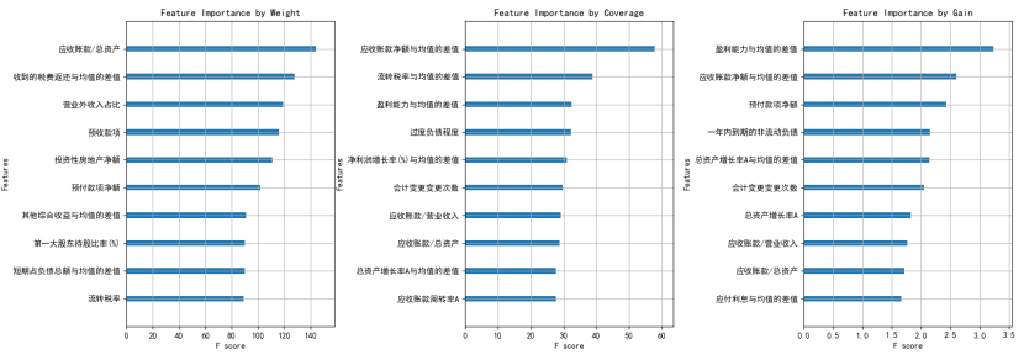 Feature Importance by Weight
应收账款/总资产
收到的税费返还与均值的差值
营业外收入占比
预收款项
投资性房地产净额
预付款项净额
其他综合收益与均值的差值
第一大股东持股比率(%)
短期占负债总额与均值的差值
流转税率
Features
0 20 40 60 80 100 120 140
F score
Feature Importance by Coverage
应收账款净额与均值的差值
流转税率与均值的差值
盈利能力与均值的差值
过度负债程度
净利润增长率(%)与均值的差值
会计变更变更次数
应收账款/营业收入
应收账款/总资产
总资产增长率A与均值的差值
应收账款周转率A
Features
0 10 20 30 40 50 60
F score
Feature Importance by Gain
盈利能力与均值的差值
应收账款净额与均值的差值
预付款项净额
一年内到期的非流动负债
总资产增长率A与均值的差值
会计变更变更次数
总资产增长率A
应收账款/营业收入
应收账款/总资产
应付利息与均值的差值
Features
0.0 0.5 1.0 1.5 2.0 2.5 3.0 3.5
F score